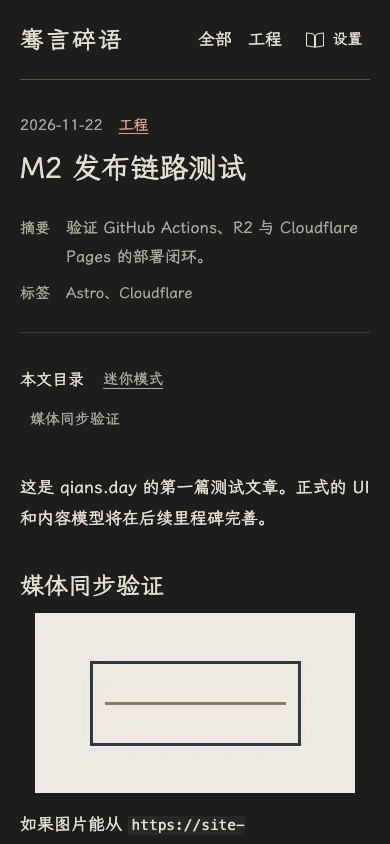 骞言碎语
全部 工程 设置
2026-11-22 工程
M2 发布链路测试
摘要 验证 GitHub Actions、R2 与 Cloudflare
Pages 的部署闭环。
标签 Astro、Cloudflare
本文目录 迷你模式
媒体同步验证
这是 qians.day 的第一篇测试文章。正式的 UI
和内容模型将在后续里程碑完善。
媒体同步验证
如果图片能从 https://site-